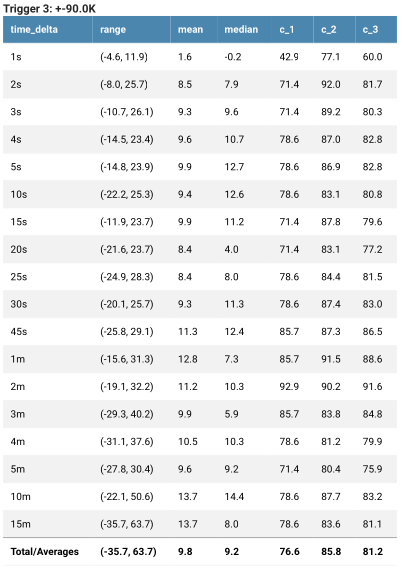 Trigger 3: +-90.0K
time_delta range mean median c_1 c_2 c_3
1s (-4.6, 11.9) 1.6 -0.2 42.9 77.1 60.0
2s (-8.0, 25.7) 8.5 7.9 71.4 92.0 81.7
3s (-10.7, 26.1) 9.3 9.6 71.4 89.2 80.3
4s (-14.5, 23.4) 9.6 10.7 78.6 87.0 82.8
5s (-14.8, 23.9) 9.9 12.7 78.6 86.9 82.8
10s (-22.2, 25.3) 9.4 12.6 78.6 83.1 80.8
15s (-11.9, 23.7) 9.9 11.2 71.4 87.8 79.6
20s (-21.6, 23.7) 8.4 4.0 71.4 83.1 77.2
25s (-24.9, 28.3) 8.4 8.0 78.6 84.4 81.5
30s (-20.1, 25.7) 9.3 11.3 78.6 87.4 83.0
45s (-25.8, 29.1) 11.3 12.4 85.7 87.3 86.5
1m (-15.6, 31.3) 12.8 7.3 85.7 91.5 88.6
2m (-19.1, 32.2) 11.2 10.3 92.9 90.2 91.6
3m (-29.3, 40.2) 9.9 5.9 85.7 83.8 84.8
4m (-31.1, 37.6) 10.5 10.3 78.6 81.2 79.9
5m (-27.8, 30.4) 9.6 9.2 71.4 80.4 75.9
10m (-22.1, 50.6) 13.7 14.4 78.6 87.7 83.2
15m (-35.7, 63.7) 13.7 8.0 78.6 83.6 81.1
Total/Averages (-35.7, 63.7) 9.8 9.2 76.6 85.8 81.2